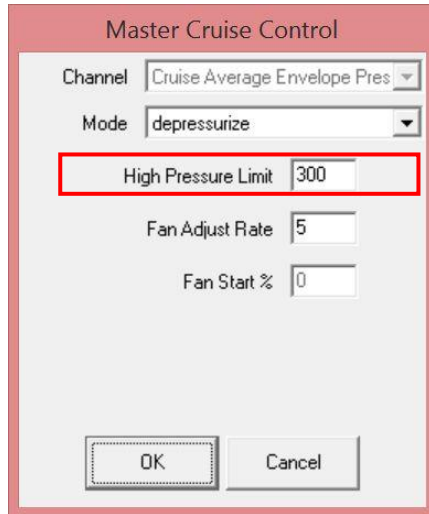 Master Cruise Control
Channel Cruise Average Envelope Pres
Mode depressurize
High Pressure Limit 300
Fan Adjust Rate 5
Fan Start % 0
OK Cancel